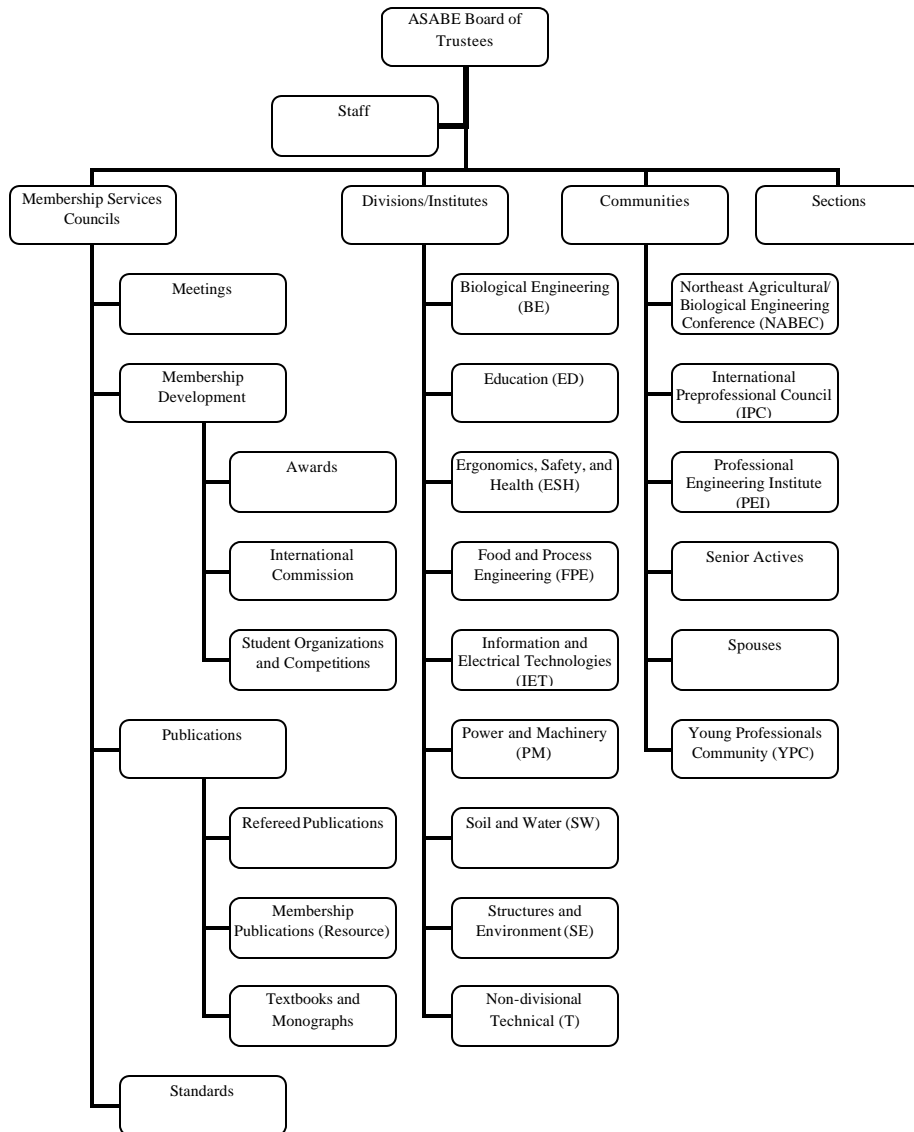 ASABE Board of
Trustees
Staff
Membership Services
Councils
Divisions/Institutes
Communities
Sections
Meetings
Membership
Development
Awards
International
Commission
Student Organizations
and Competitions
Publications
Refereed Publications
Membership
Publications (Resource)
Textbooks and
Monographs
Standards
Biological Engineering
(BE)
Education (ED)
Ergonomics, Safety, and
Health (ESH)
Food and Process
Engineering (FPE)
Information and
Electrical Technologies
(IET)
Power and Machinery
(PM)
Soil and Water (SW)
Structures and
Environment (SE)
Non-divisional
Technical (T)
Northeast Agricultural/
Biological Engineering
Conference (NABEC)
International
Preprofessional Council
(IPC)
Professional
Engineering Institute
(PEI)
Senior Actives
Spouses
Young Professionals
Community (YPC)